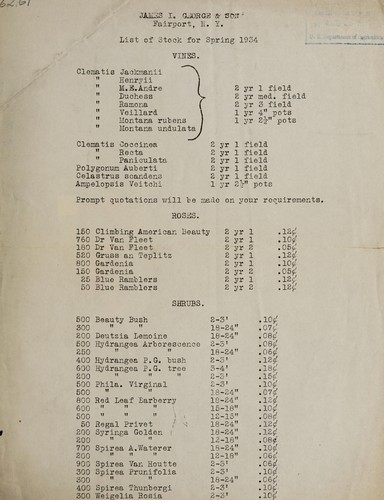 62.61
JAMES I. GEORGE & SON
Fairport, N. Y.
List of Stock for Spring 1934
VINES.
Clematis Jackmanii
" Henryii
" M.E.Andre 2 yr 1 field
" Duchess 2 yr med. field
" Ramona 2 yr 3 field
" Veillard 1 yr 4" pots
" Montana rubens 1 yr 2½" pots
" Montana undulata
Clematis Coccinea 2 yr 1 field
" Recta 2 yr 1 field
" Paniculata 2 yr 1 field
Polygonum Auberti 2 yr 1 field
Celastrus scandens 2 yr 1 field
Ampelopsis Veitchi 1 yr 2½" pots
Prompt quotations will be made on your requirements.
ROSES.
150 Climbing American Beauty 2 yr 1 .12¢
760 Dr Van Fleet 2 yr 1 .10¢
180 Dr Van Fleet 2 yr 2 .05¢
520 Gruss an Teplitz 2 yr 1 .12¢
800 Gardenia 2 yr 1 .10¢
150 Gardenia 2 yr 2 .05¢
25 Blue Ramblers 2 yr 1 .12¢
50 Blue Ramblers 2 yr 2 .12¢
SHRUBS.
500 Beauty Bush 2-3' .10¢
300 " " 18-24" .07¢
200 Deutzia Lemoine 18-24" .08¢
500 Hydrangea Arborescence 2-3' .08¢
250 " " 18-24" .06¢
400 Hydrangea P.G. bush 2-3' .12¢
600 Hydrangea P.G. tree 3-4' .18¢
200 " " " 2-3' .15¢
500 Phila. Virginal 2-3' .10¢
500 " " 18-24" .07¢
800 Red Leaf Barberry 18-24" .12¢
600 " " " 15-18" .10¢
500 " " " 12-15" .08¢
50 Regal Privet 18-24" .12¢
200 Syringa Golden 18-24" .12¢
200 " " 12-18" .08¢
700 Spirea A.Waterer 18-24" .10¢
200 " " 12-18" .06¢
900 Spirea Van Houtte 2-3' .06¢
300 Spirea Prunifolia 2-3' .10¢
300 " " 18-24" .06¢
400 Spirea Thunbergi 2-3' .10¢
300 Weigelia Rosia 2-3' .10¢